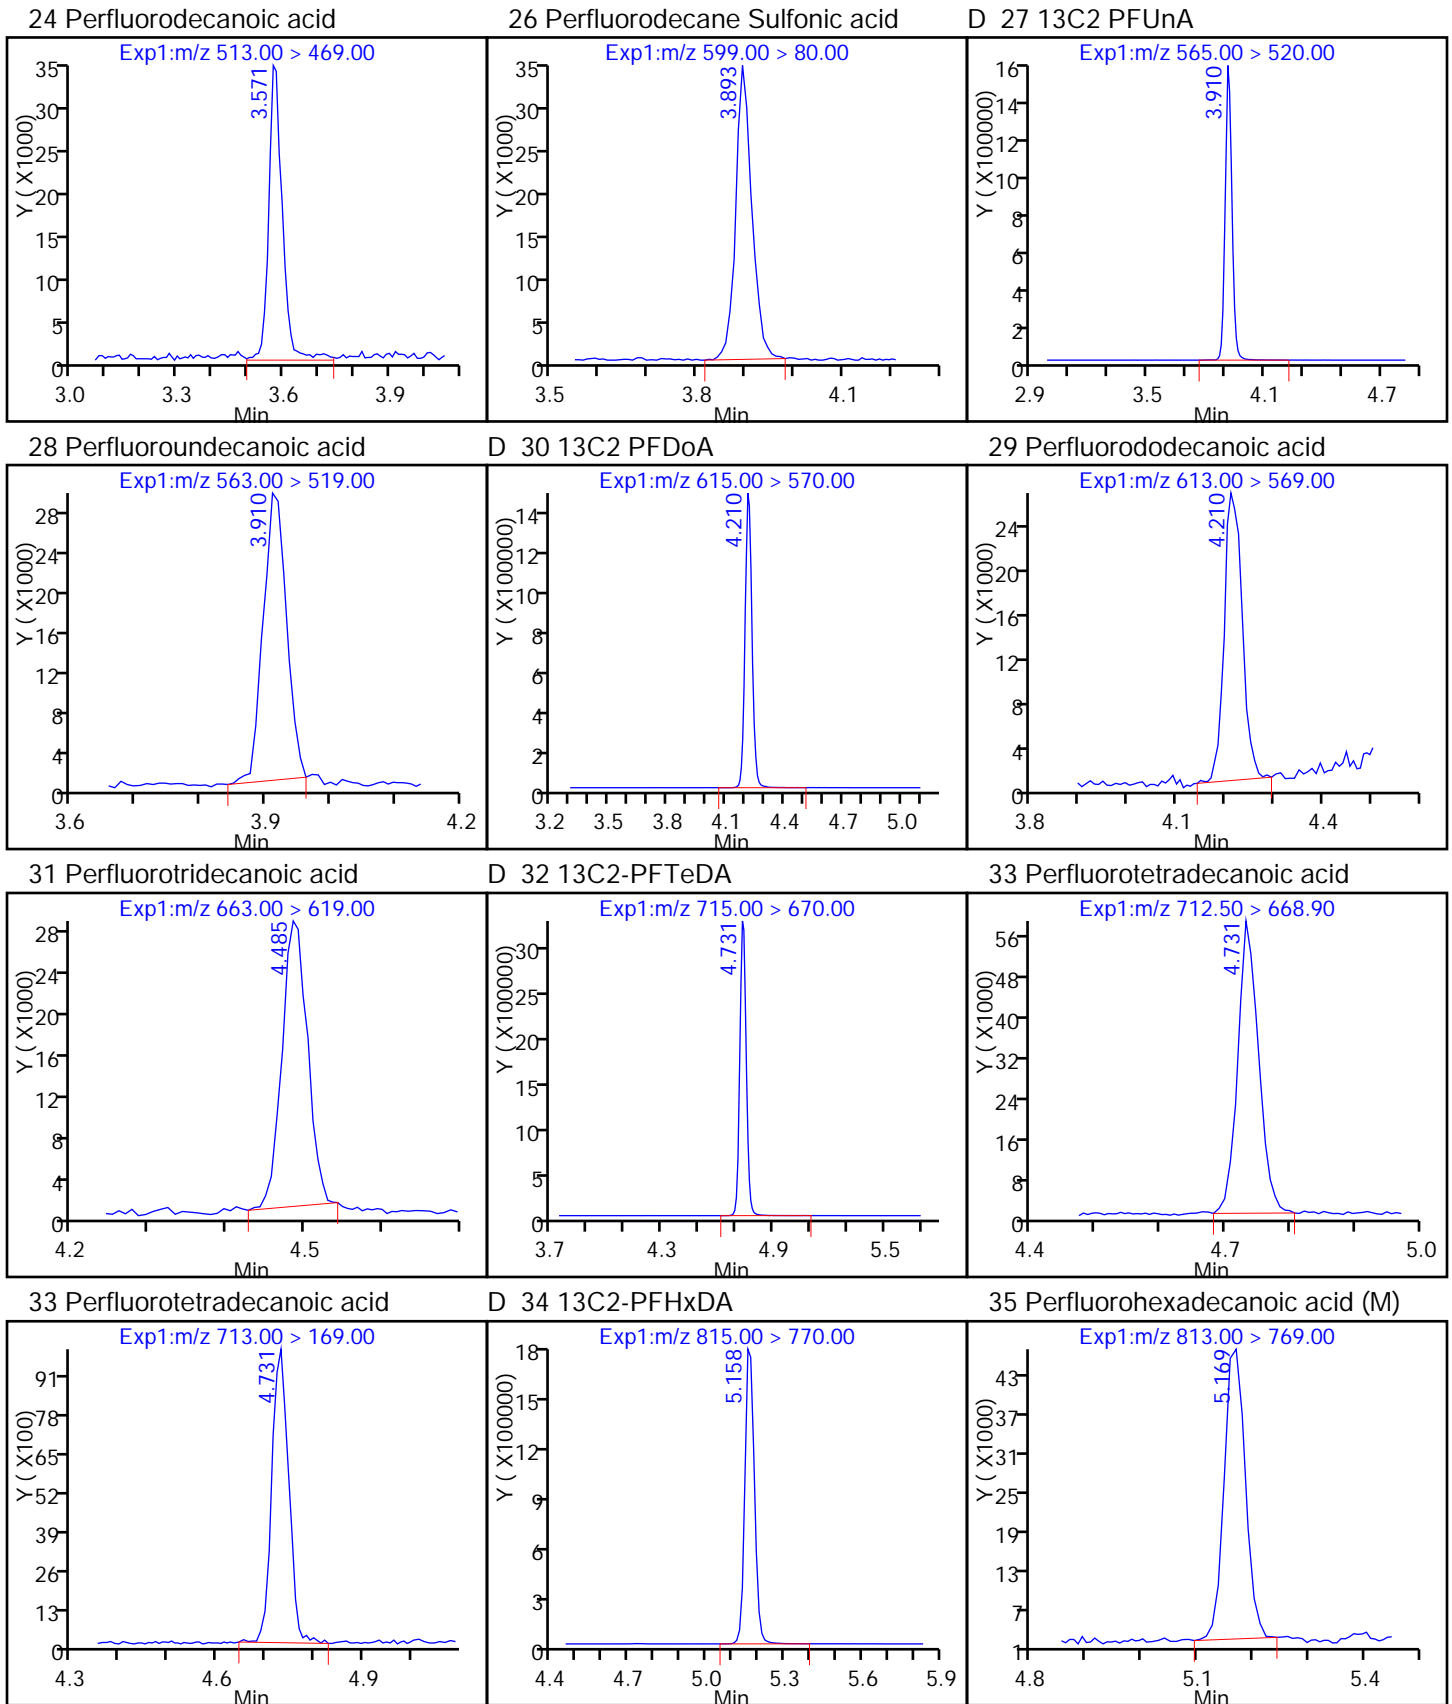 24 Perfluorodecanoic acid
Exp1:m/z 513.00 > 469.00
3.571
Y ( X1000)
35
30
25
20
15
10
5
0
3.0 3.3 3.6 3.9
Min
26 Perfluorodecane Sulfonic acid
Exp1:m/z 599.00 > 80.00
3.893
Y ( X1000)
35
30
25
20
15
10
5
0
3.5 3.8 4.1
Min
D 27 13C2 PFUnA
Exp1:m/z 565.00 > 520.00
3.910
Y ( X100000)
16
14
12
10
8
6
4
2
0
2.9 3.5 4.1 4.7
Min
28 Perfluoroundecanoic acid
Exp1:m/z 563.00 > 519.00
3.910
Y ( X1000)
28
24
20
16
12
8
4
0
3.6 3.9 4.2
Min
D 30 13C2 PFDoA
Exp1:m/z 615.00 > 570.00
4.210
Y ( X100000)
14
12
10
8
6
4
2
0
3.2 3.5 3.8 4.1 4.4 4.7 5.0
Min
29 Perfluorododecanoic acid
Exp1:m/z 613.00 > 569.00
4.210
Y ( X1000)
24
20
16
12
8
4
0
3.8 4.1 4.4
Min
31 Perfluorotridecanoic acid
Exp1:m/z 663.00 > 619.00
4.485
Y ( X1000)
28
24
20
16
12
8
4
0
4.2 4.5
Min
D 32 13C2-PFTeDA
Exp1:m/z 715.00 > 670.00
4.731
Y ( X100000)
30
25
20
15
10
5
0
3.7 4.3 4.9 5.5
Min
33 Perfluorotetradecanoic acid
Exp1:m/z 712.50 > 668.90
4.731
Y ( X1000)
56
48
40
32
24
16
8
0
4.4 4.7 5.0
Min
33 Perfluorotetradecanoic acid
Exp1:m/z 713.00 > 169.00
4.731
Y ( X100)
91
78
65
52
39
26
13
0
4.3 4.6 4.9
Min
D 34 13C2-PFHxDA
Exp1:m/z 815.00 > 770.00
5.158
Y ( X100000)
18
15
12
9
6
3
0
4.4 4.7 5.0 5.3 5.6 5.9
Min
35 Perfluorohexadecanoic acid (M)
Exp1:m/z 813.00 > 769.00
5.169
Y ( X1000)
43
37
31
25
19
13
7
1
4.8 5.1 5.4
Min